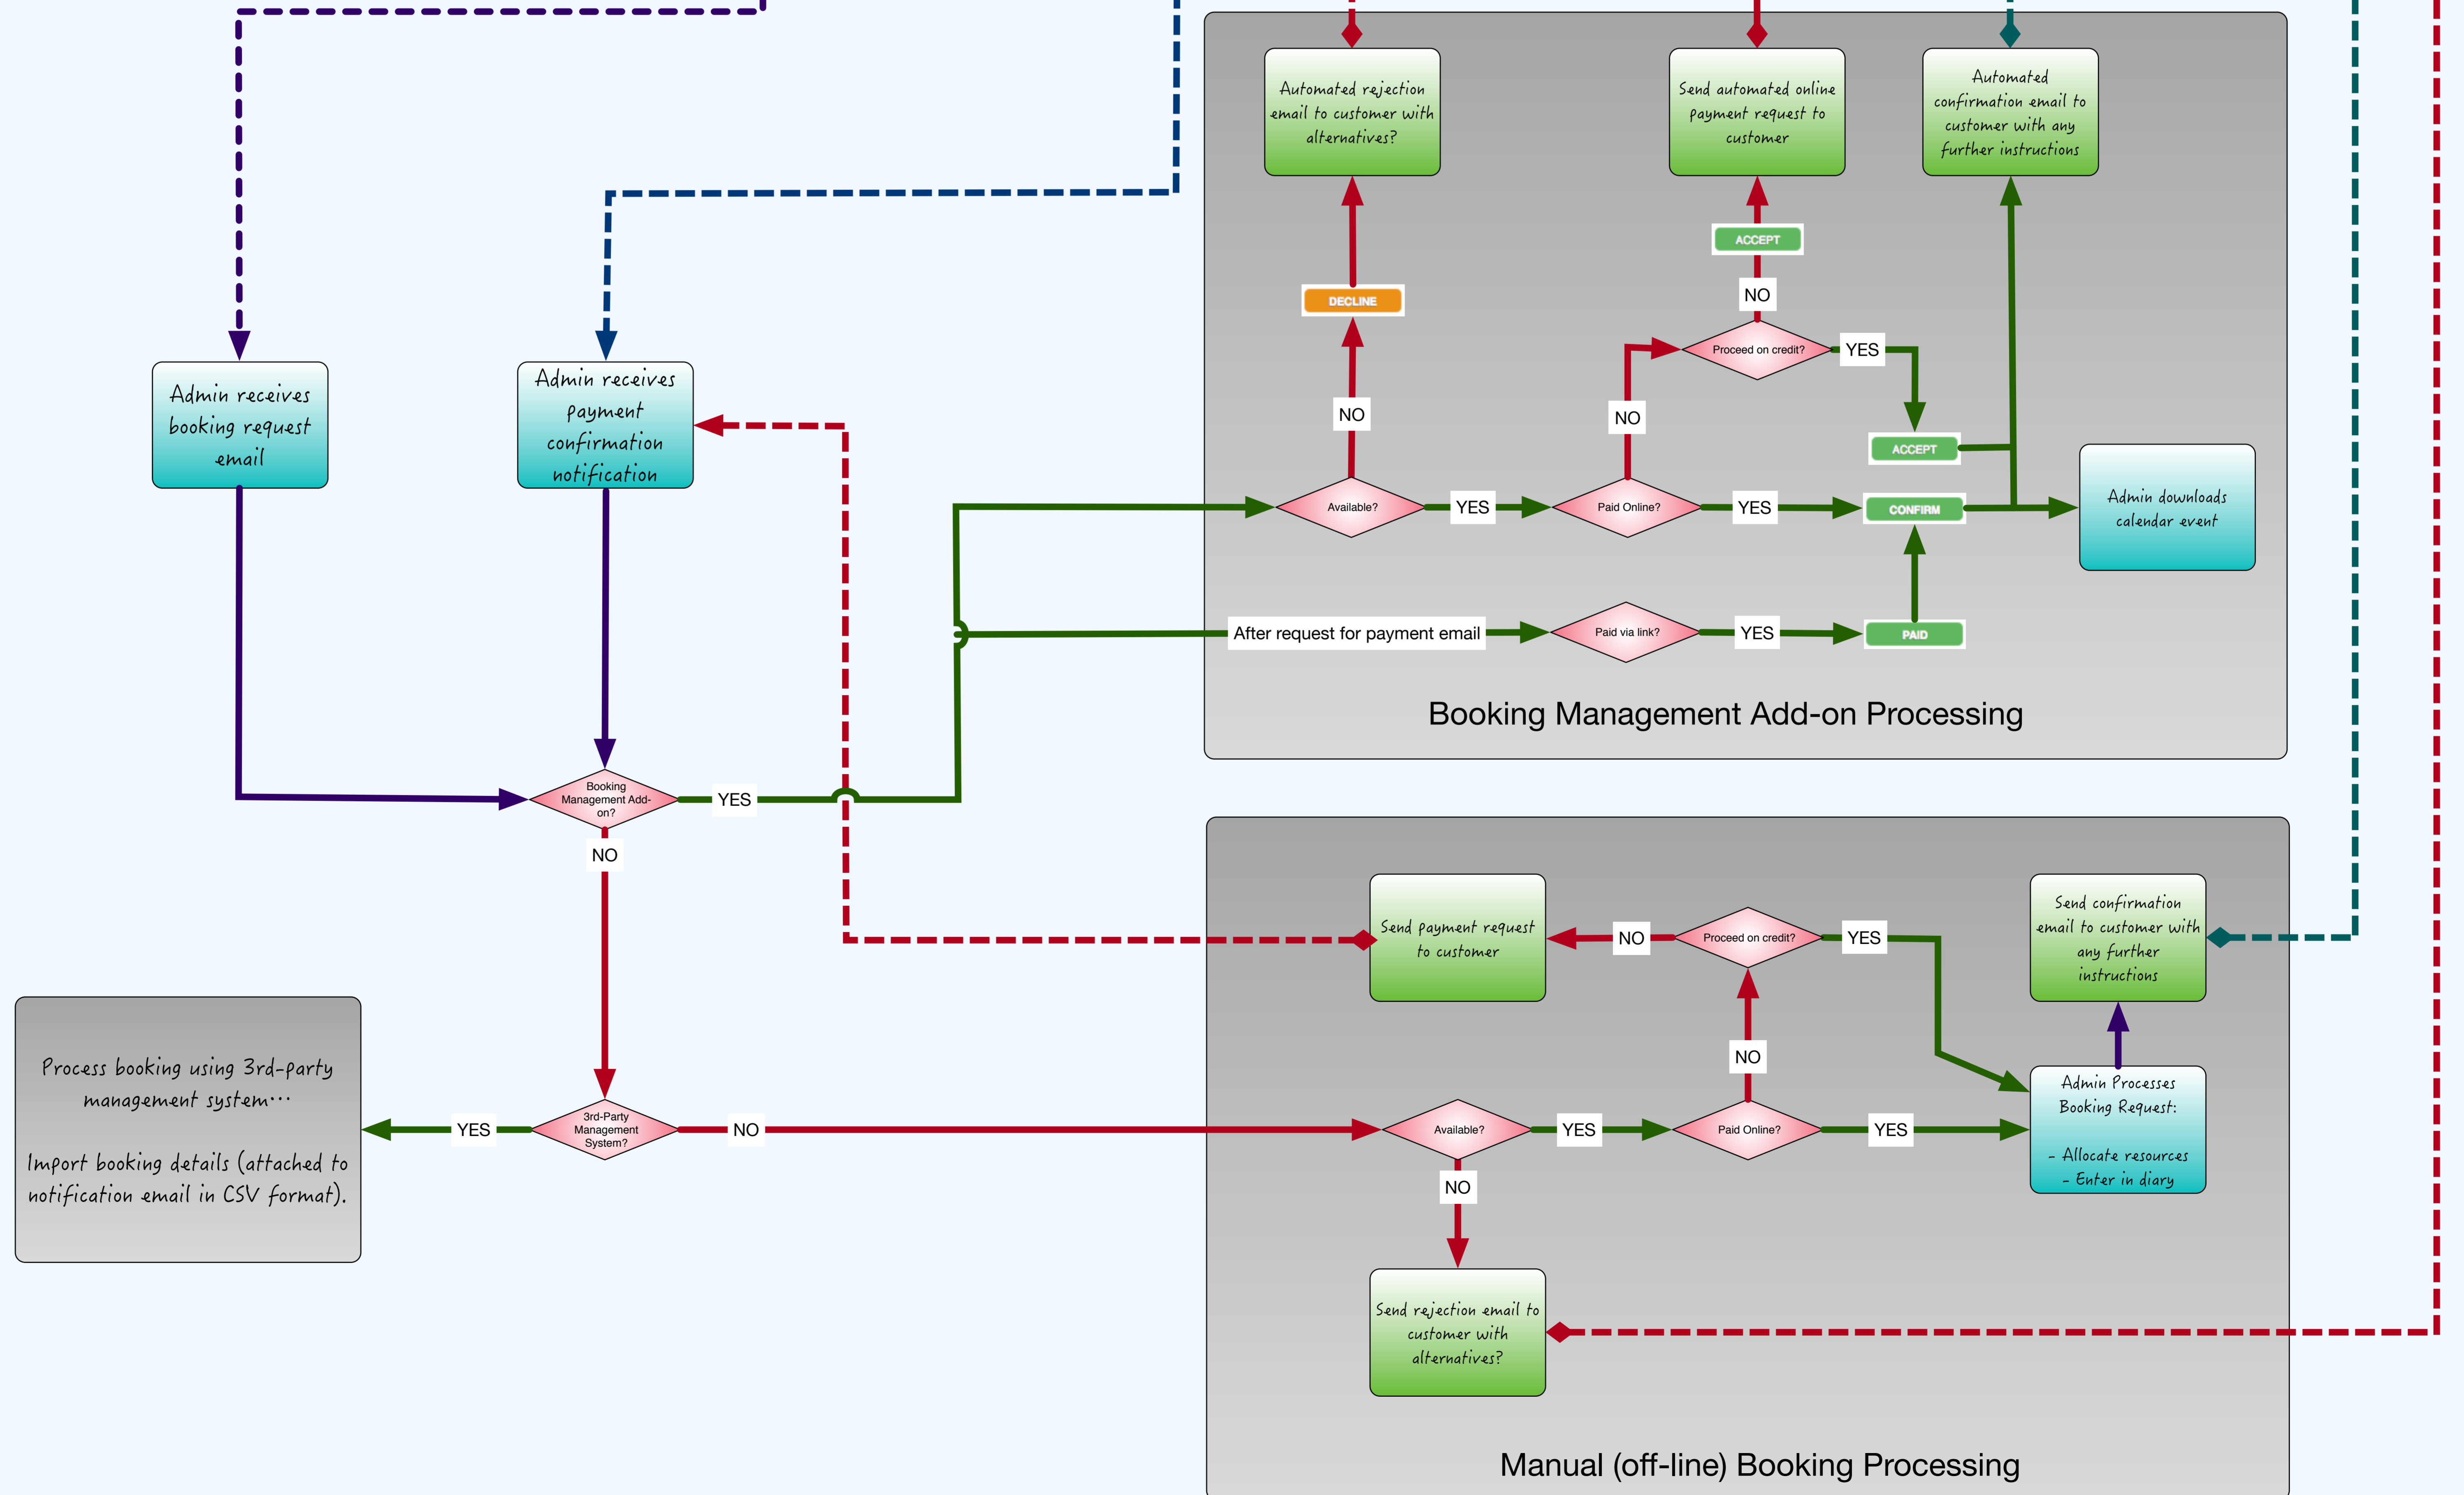 Automated rejection
email to customer with
alternatives?
Send automated online
payment request to
customer
Automated
confirmation email to
customer with any
further instructions
ACCEPT
NO
DECLINE
Proceed on credit?
YES
NO
NO
ACCEPT
Admin receives
booking request
email
Admin receives
payment
confirmation
notification
Available?
YES
Paid Online?
YES
CONFIRM
Admin downloads
calendar event
After request for payment email
Paid via link?
YES
PAID
Booking Management Add-on Processing
Booking
Management Add-
on?
YES
NO
Send payment request
to customer
NO
Proceed on credit?
YES
Send confirmation
email to customer with
any further
instructions
NO
Process booking using 3rd-party
management system...
Import booking details (attached to
notification email in CSV format).
YES
3rd-Party
Management
System?
NO
Available?
YES
Paid Online?
YES
Admin Processes
Booking Request:
- Allocate resources
- Enter in diary
NO
Send rejection email to
customer with
alternatives?
Manual (off-line) Booking Processing